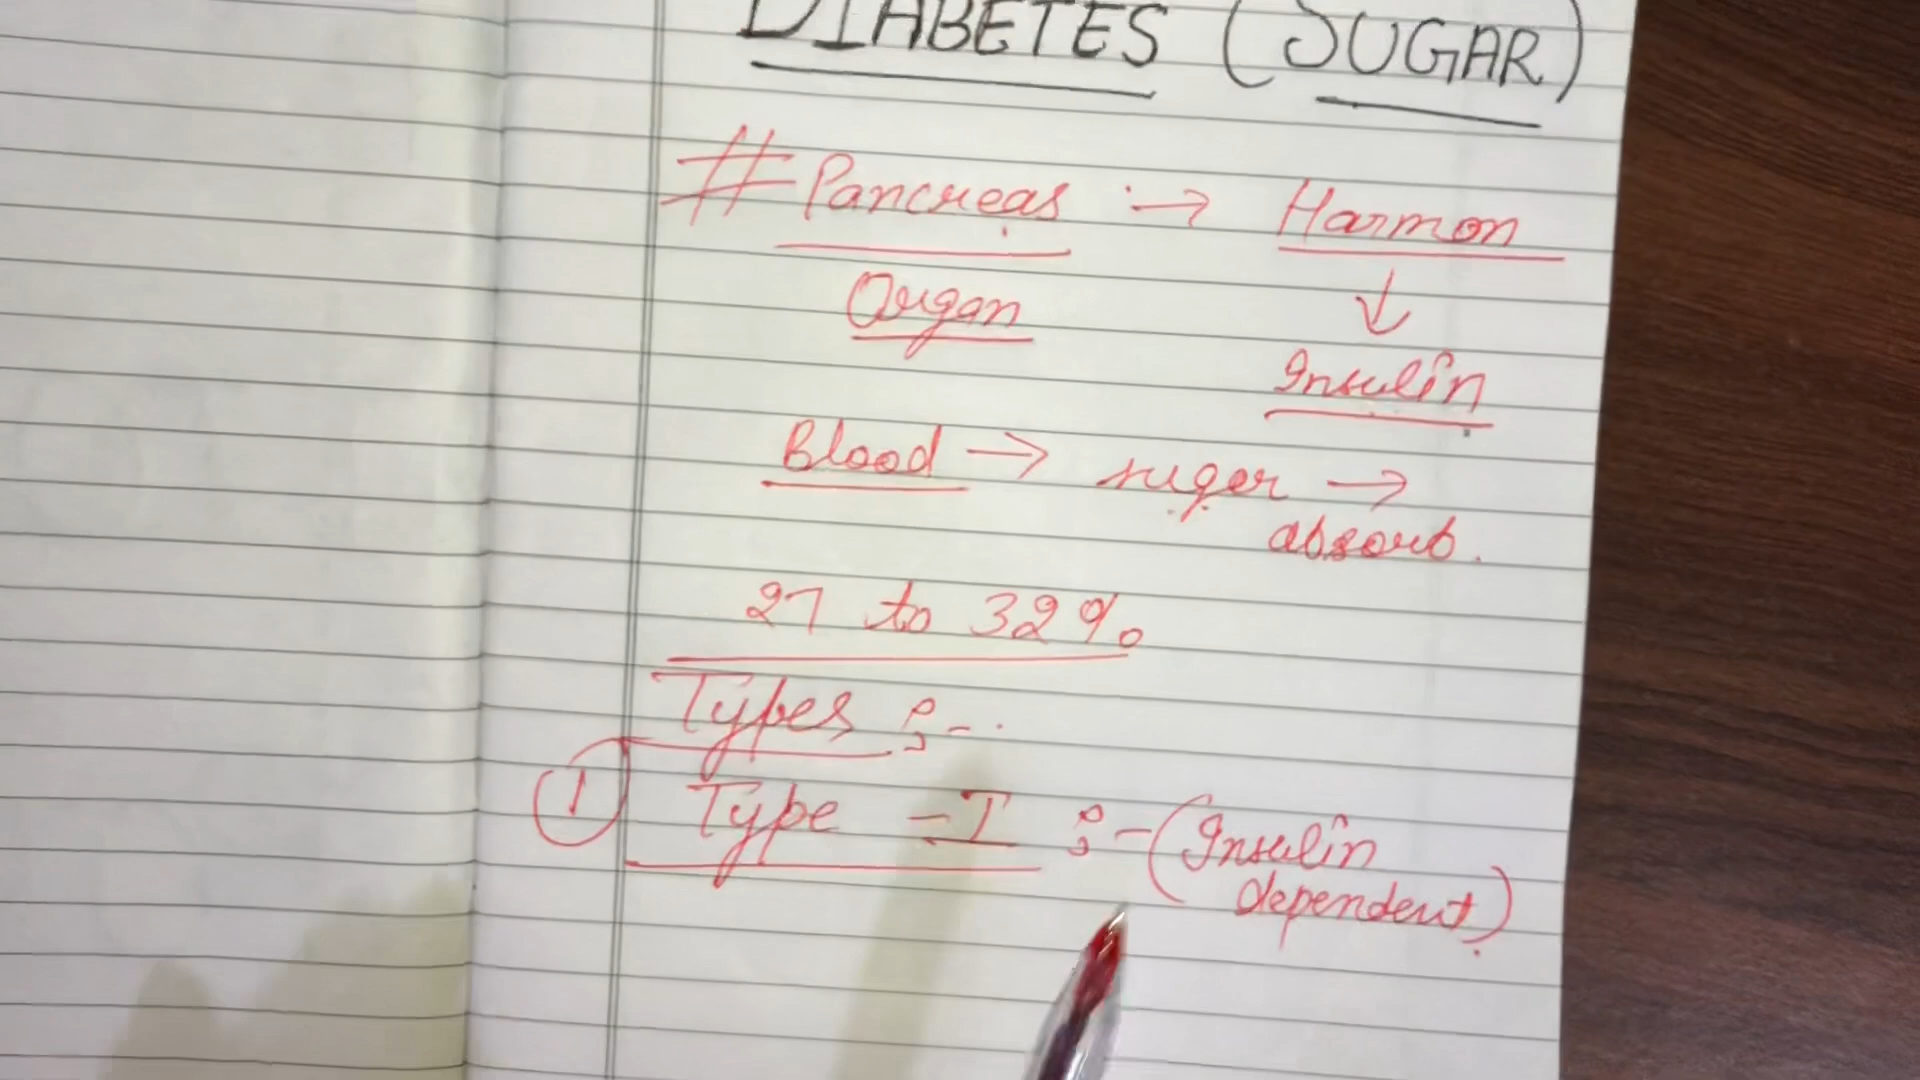 DIABETES (SUGAR)
# Pancreas → Harmon
Organ ↓
Insulin
Blood → suger →
absorb.
27 to 32%
Types :-
① Type - I :- (Insulin
dependent)